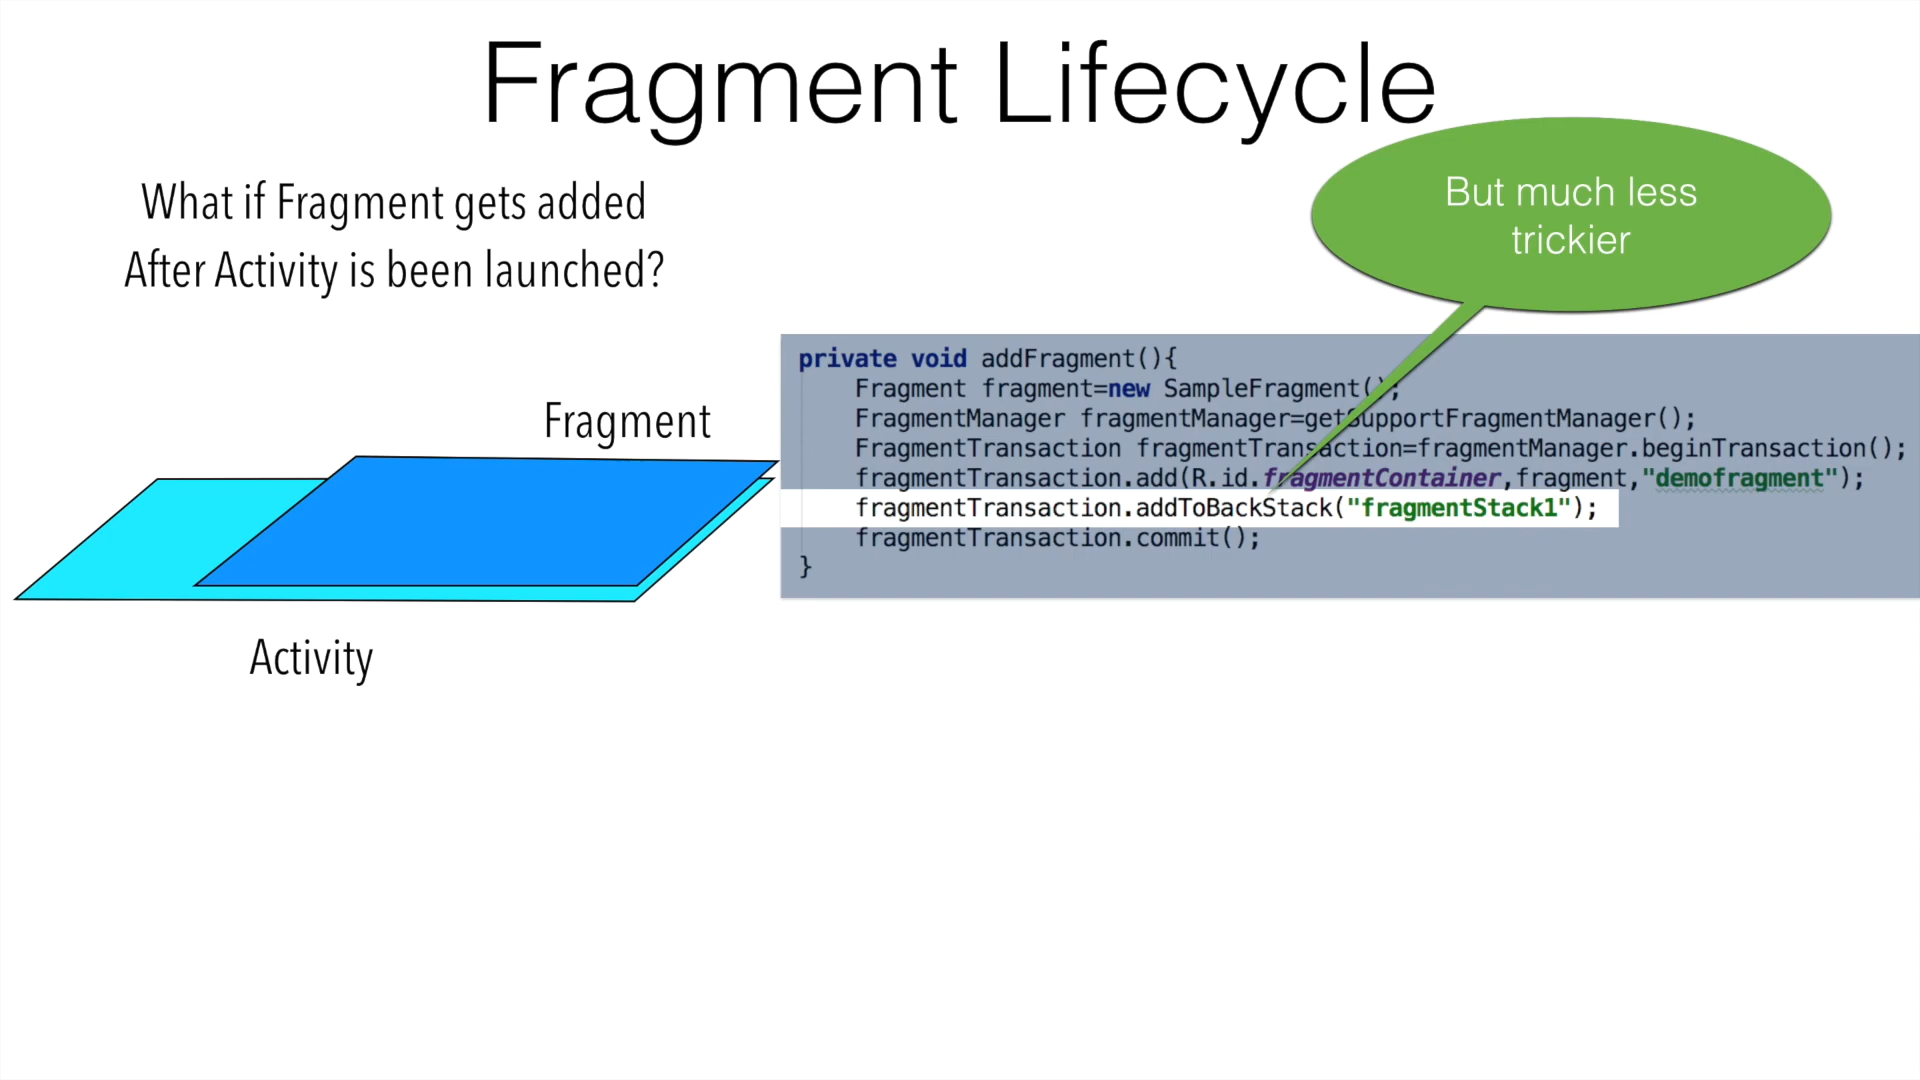 Fragment Lifecycle
What if Fragment gets added
After Activity is been launched?
But much less
trickier
private void addFragment(){
    Fragment fragment=new SampleFragment();
    FragmentManager fragmentManager=getSupportFragmentManager();
    FragmentTransaction fragmentTransaction=fragmentManager.beginTransaction();
    fragmentTransaction.add(R.id.fragmentContainer,fragment,"demofragment");
    fragmentTransaction.addToBackStack("fragmentStack1");
    fragmentTransaction.commit();
}
Fragment
Activity